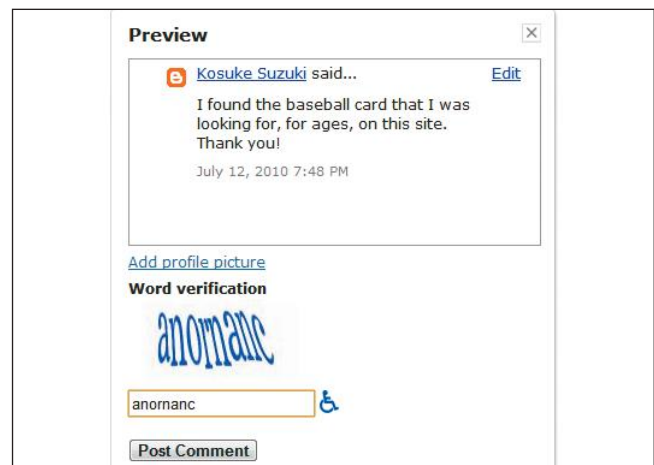 Preview
Kosuke Suzuki said... Edit
I found the baseball card that I was
looking for, for ages, on this site.
Thank you!
July 12, 2010 7:48 PM
Add profile picture
Word verification
anornanc
anornanc
Post Comment